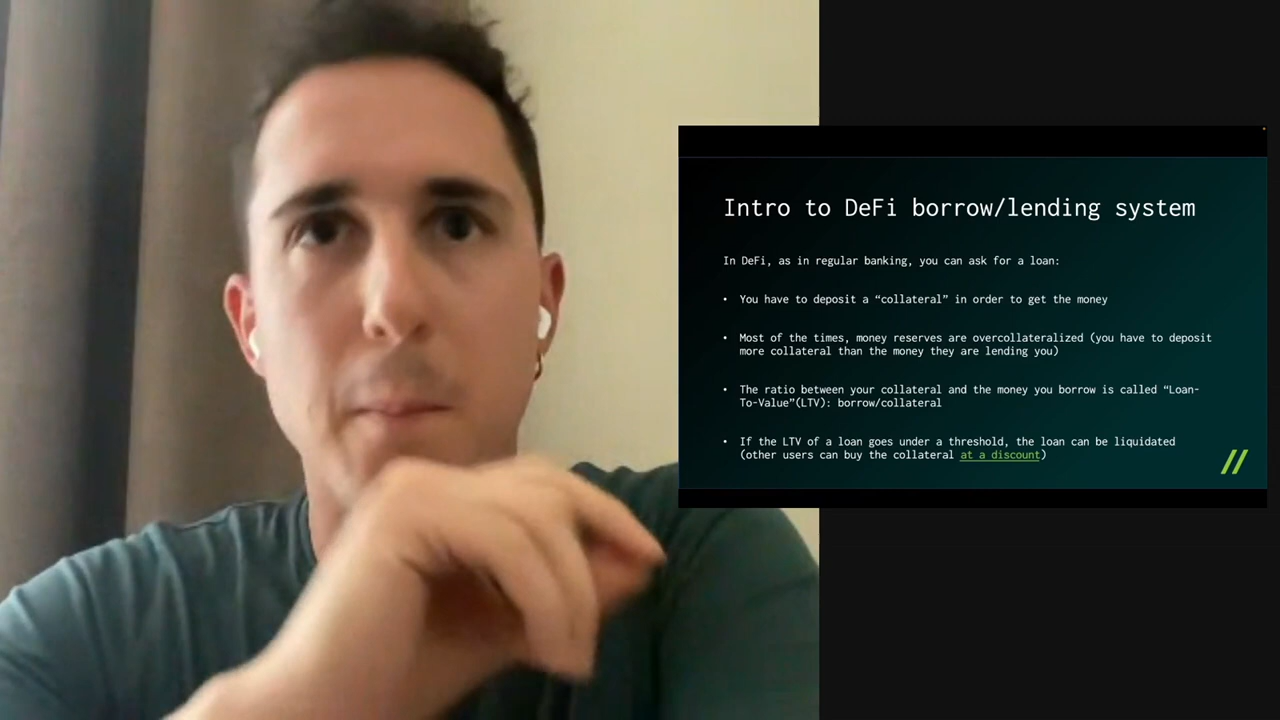 Intro to DeFi borrow/lending system
In DeFi, as in regular banking, you can ask for a loan:
• You have to deposit a “collateral” in order to get the money
• Most of the times, money reserves are overcollateralized (you have to deposit
more collateral than the money they are lending you)
• The ratio between your collateral and the money you borrow is called “Loan-
To-Value”(LTV): borrow/collateral
• If the LTV of a loan goes under a threshold, the loan can be liquidated
(other users can buy the collateral at a discount)